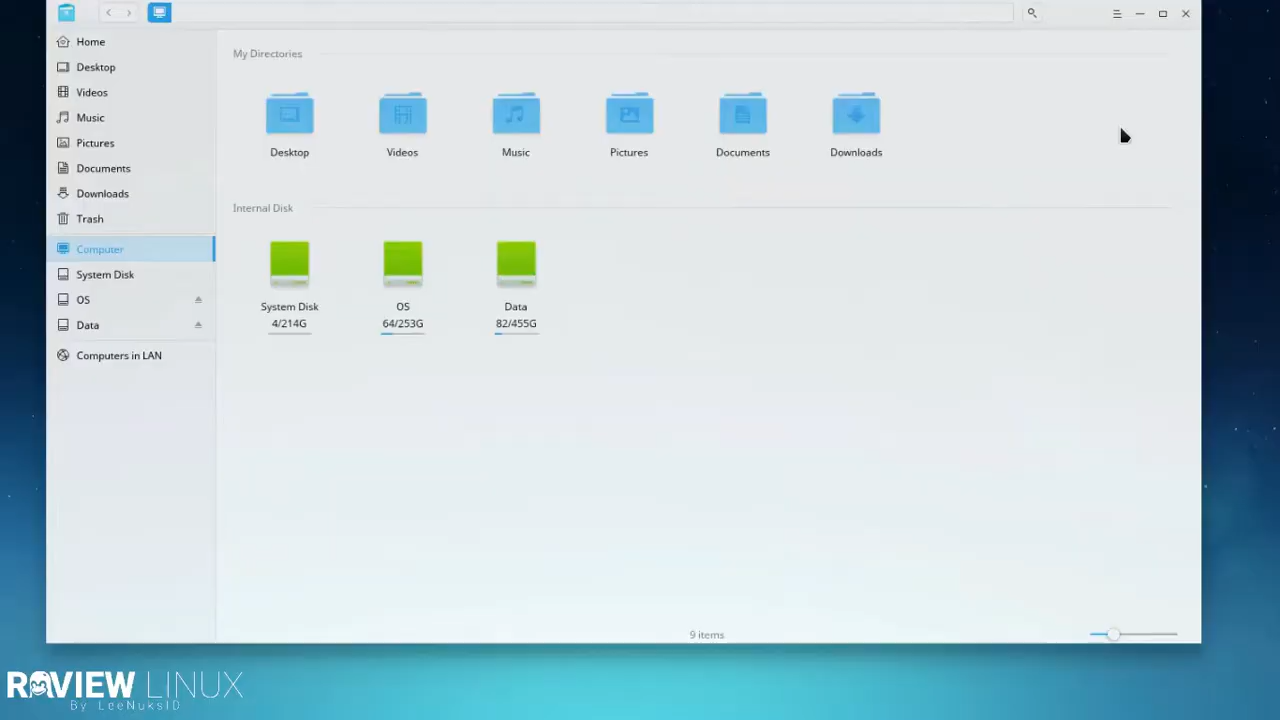 Home
Desktop
Videos
Music
Pictures
Documents
Downloads
Trash
Computer
System Disk
OS
Data
Computers in LAN
My Directories
Desktop Videos Music Pictures Documents Downloads
Internal Disk
System Disk OS Data
4/214G 64/253G 82/455G
9 items
REVIEW LINUX
By LeeNuksID